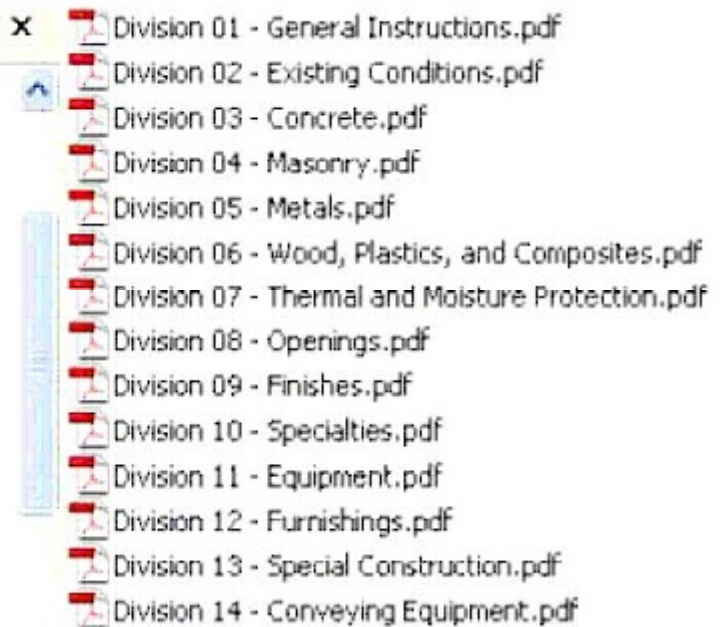 Division 01 - General Instructions.pdf
Division 02 - Existing Conditions.pdf
Division 03 - Concrete.pdf
Division 04 - Masonry.pdf
Division 05 - Metals.pdf
Division 06 - Wood, Plastics, and Composites.pdf
Division 07 - Thermal and Moisture Protection.pdf
Division 08 - Openings.pdf
Division 09 - Finishes.pdf
Division 10 - Specialties.pdf
Division 11 - Equipment.pdf
Division 12 - Furnishings.pdf
Division 13 - Special Construction.pdf
Division 14 - Conveying Equipment.pdf